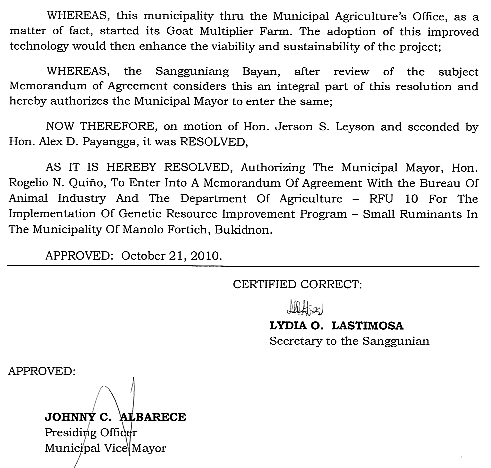 WHEREAS, this municipality thru the Municipal Agriculture's Office, as a
matter of fact, started its Goat Multiplier Farm. The adoption of this improved
technology would then enhance the viability and sustainability of the project;
WHEREAS, the Sangguniang Bayan, after review of the subject
Memorandum of Agreement considers this an integral part of this resolution and
hereby authorizes the Municipal Mayor to enter the same;
NOW THEREFORE, on motion of Hon. Jerson S. Leyson and seconded by
Hon. Alex D. Payangga, it was RESOLVED,
AS IT IS HEREBY RESOLVED, Authorizing The Municipal Mayor, Hon.
Rogelio N. Quiño, To Enter Into A Memorandum Of Agreement With the Bureau Of
Animal Industry And The Department Of Agriculture – RFU 10 For The
Implementation Of Genetic Resource Improvement Program – Small Ruminants In
The Municipality Of Manolo Fortich, Bukidnon.
APPROVED: October 21, 2010.
CERTIFIED CORRECT:
LYDIA O. LASTIMOSA
Secretary to the Sanggunian
APPROVED:
JOHNNY C. ALBARECE
Presiding Officer
Municipal Vice Mayor